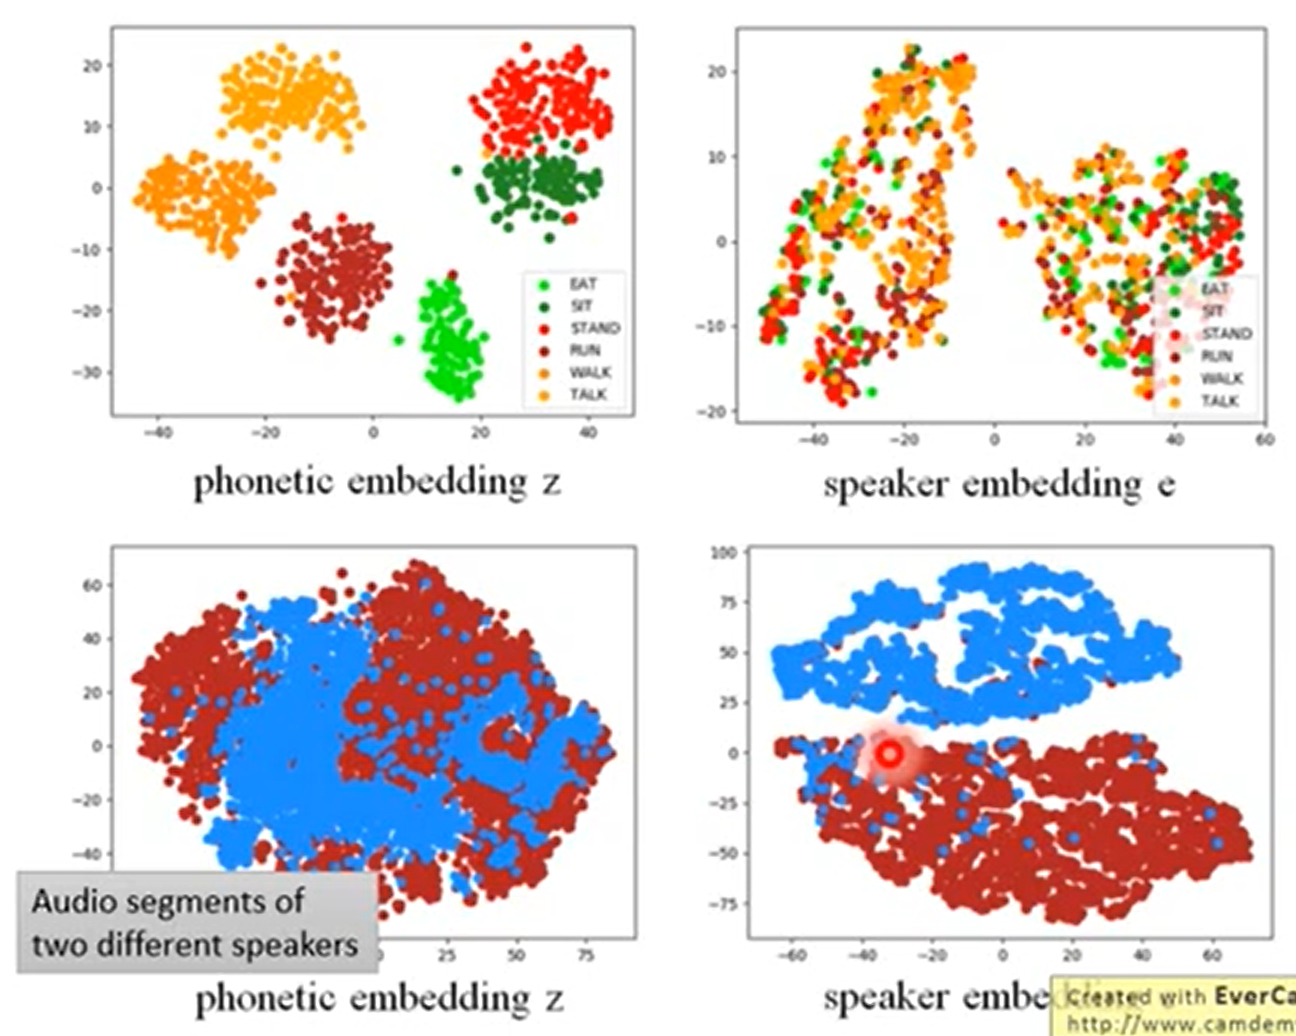 20
10
0
−10
−20
−30
−40
−20
0
20
40
EAT
SIT
STAND
RUN
WALK
TALK
phonetic embedding z
20
10
0
−10
−20
−40
−20
0
20
40
60
EAT
SIT
STAND
RUN
WALK
TALK
speaker embedding e
60
40
20
0
−20
−40
25
50
75
Audio segments of
two different speakers
phonetic embedding z
100
75
50
25
0
−25
−50
−75
−60
−40
−20
0
20
40
60
speaker
Created with EverCa
http://www.camdem